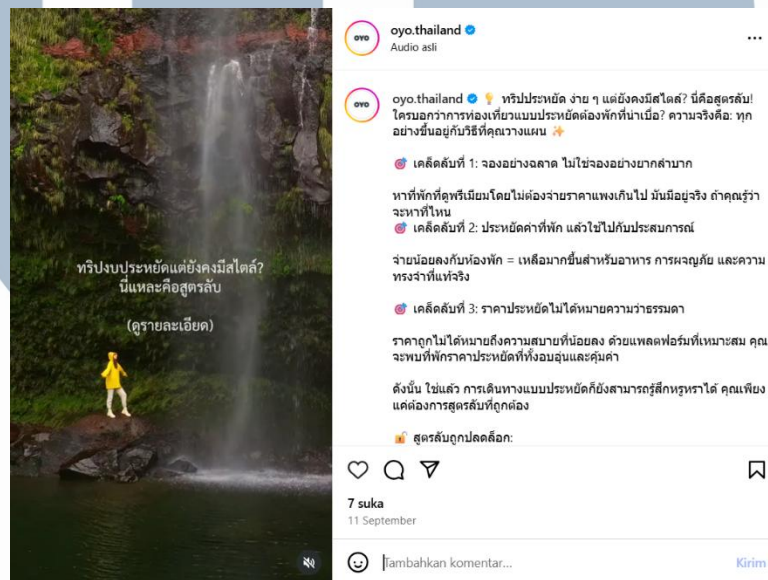 ทริปงบประหยัดแต่ยังคงมีสไตล์?
นี่แหละคือสูตรลับ
(ดูรายละเอียด)
oyo.thailand
Audio asli
OYO
OYO
oyo.thailand 💡 ทริปประหยัด ง่าย ๆ แต่ยังคงมีสไตล์? นี่คือสูตรลับ!
ใครบอกว่าการท่องเที่ยวแบบประหยัดต้องพักที่น่าเบื่อ? ความจริงคือ: ทุก
อย่างขึ้นอยู่กับวิธีที่คุณวางแผน ✨
🎯 เคล็ดลับที่ 1: จองอย่างฉลาด ไม่ใช่จองอย่างยากลำบาก
หาที่พักที่ดูพรีเมียมโดยไม่ต้องจ่ายราคาแพงเกินไป มันมีอยู่จริง ถ้าคุณรู้ว่า
จะหาที่ไหน
🎯 เคล็ดลับที่ 2: ประหยัดค่าที่พัก แล้วใช้ไปกับประสบการณ์
จ่ายน้อยลงกับห้องพัก = เหลือมากขึ้นสำหรับอาหาร การผจญภัย และความ
ทรงจำที่แท้จริง
🎯 เคล็ดลับที่ 3: ราคาประหยัดไม่ได้หมายความว่าธรรมดา
ราคาถูกไม่ได้หมายถึงความสบายที่น้อยลง ด้วยแพลตฟอร์มที่เหมาะสม คุณ
จะพบที่พักราคาประหยัดที่ทั้งอบอุ่นและคุ้มค่า
ดังนั้น ใช่แล้ว การเดินทางแบบประหยัดก็ยังสามารถรู้สึกหรูหราได้ คุณเพียง
แค่ต้องการสูตรลับที่ถูกต้อง
🔓 สูตรลับถูกปลดล็อก:
7 suka
11 September
Tambahkan komentar...
Kirim